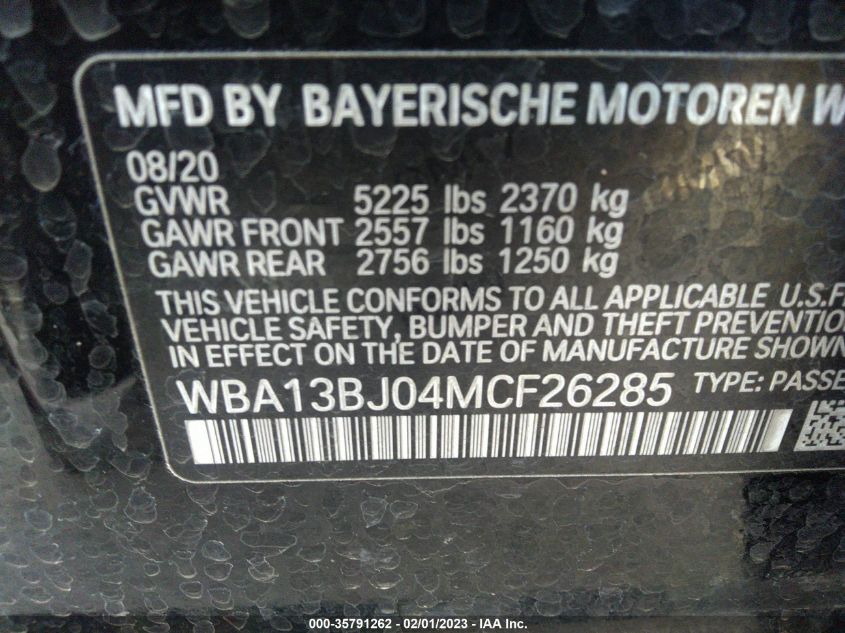 MFD BY BAYERISCHE MOTOREN W
08/20
GVWR 5225 lbs 2370 kg
GAWR FRONT 2557 lbs 1160 kg
GAWR REAR 2756 lbs 1250 kg
THIS VEHICLE CONFORMS TO ALL APPLICABLE U.S.F
VEHICLE SAFETY, BUMPER AND THEFT PREVENTIO
IN EFFECT ON THE DATE OF MANUFACTURE SHOWN
WBA13BJ04MCF26285 TYPE: PASSE
000-35791262 - 02/01/2023 - IAA Inc.